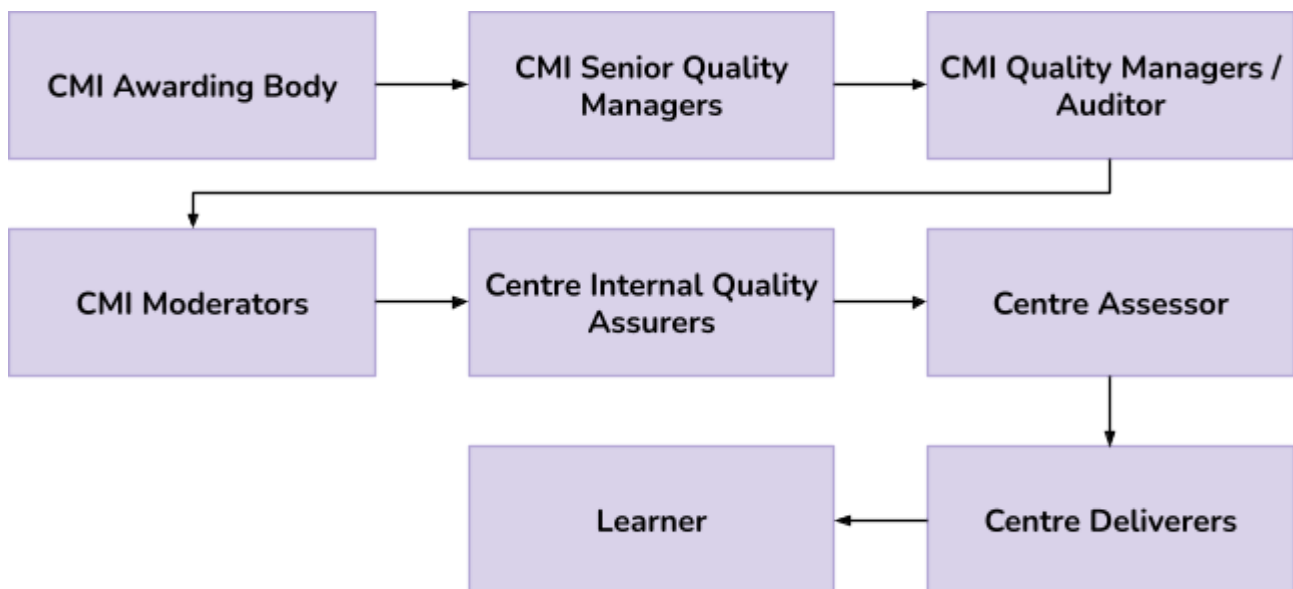 CMI Awarding Body
CMI Senior Quality
Managers
CMI Quality Managers /
Auditor
CMI Moderators
Centre Internal Quality
Assurers
Centre Assessor
Learner
Centre Deliverers